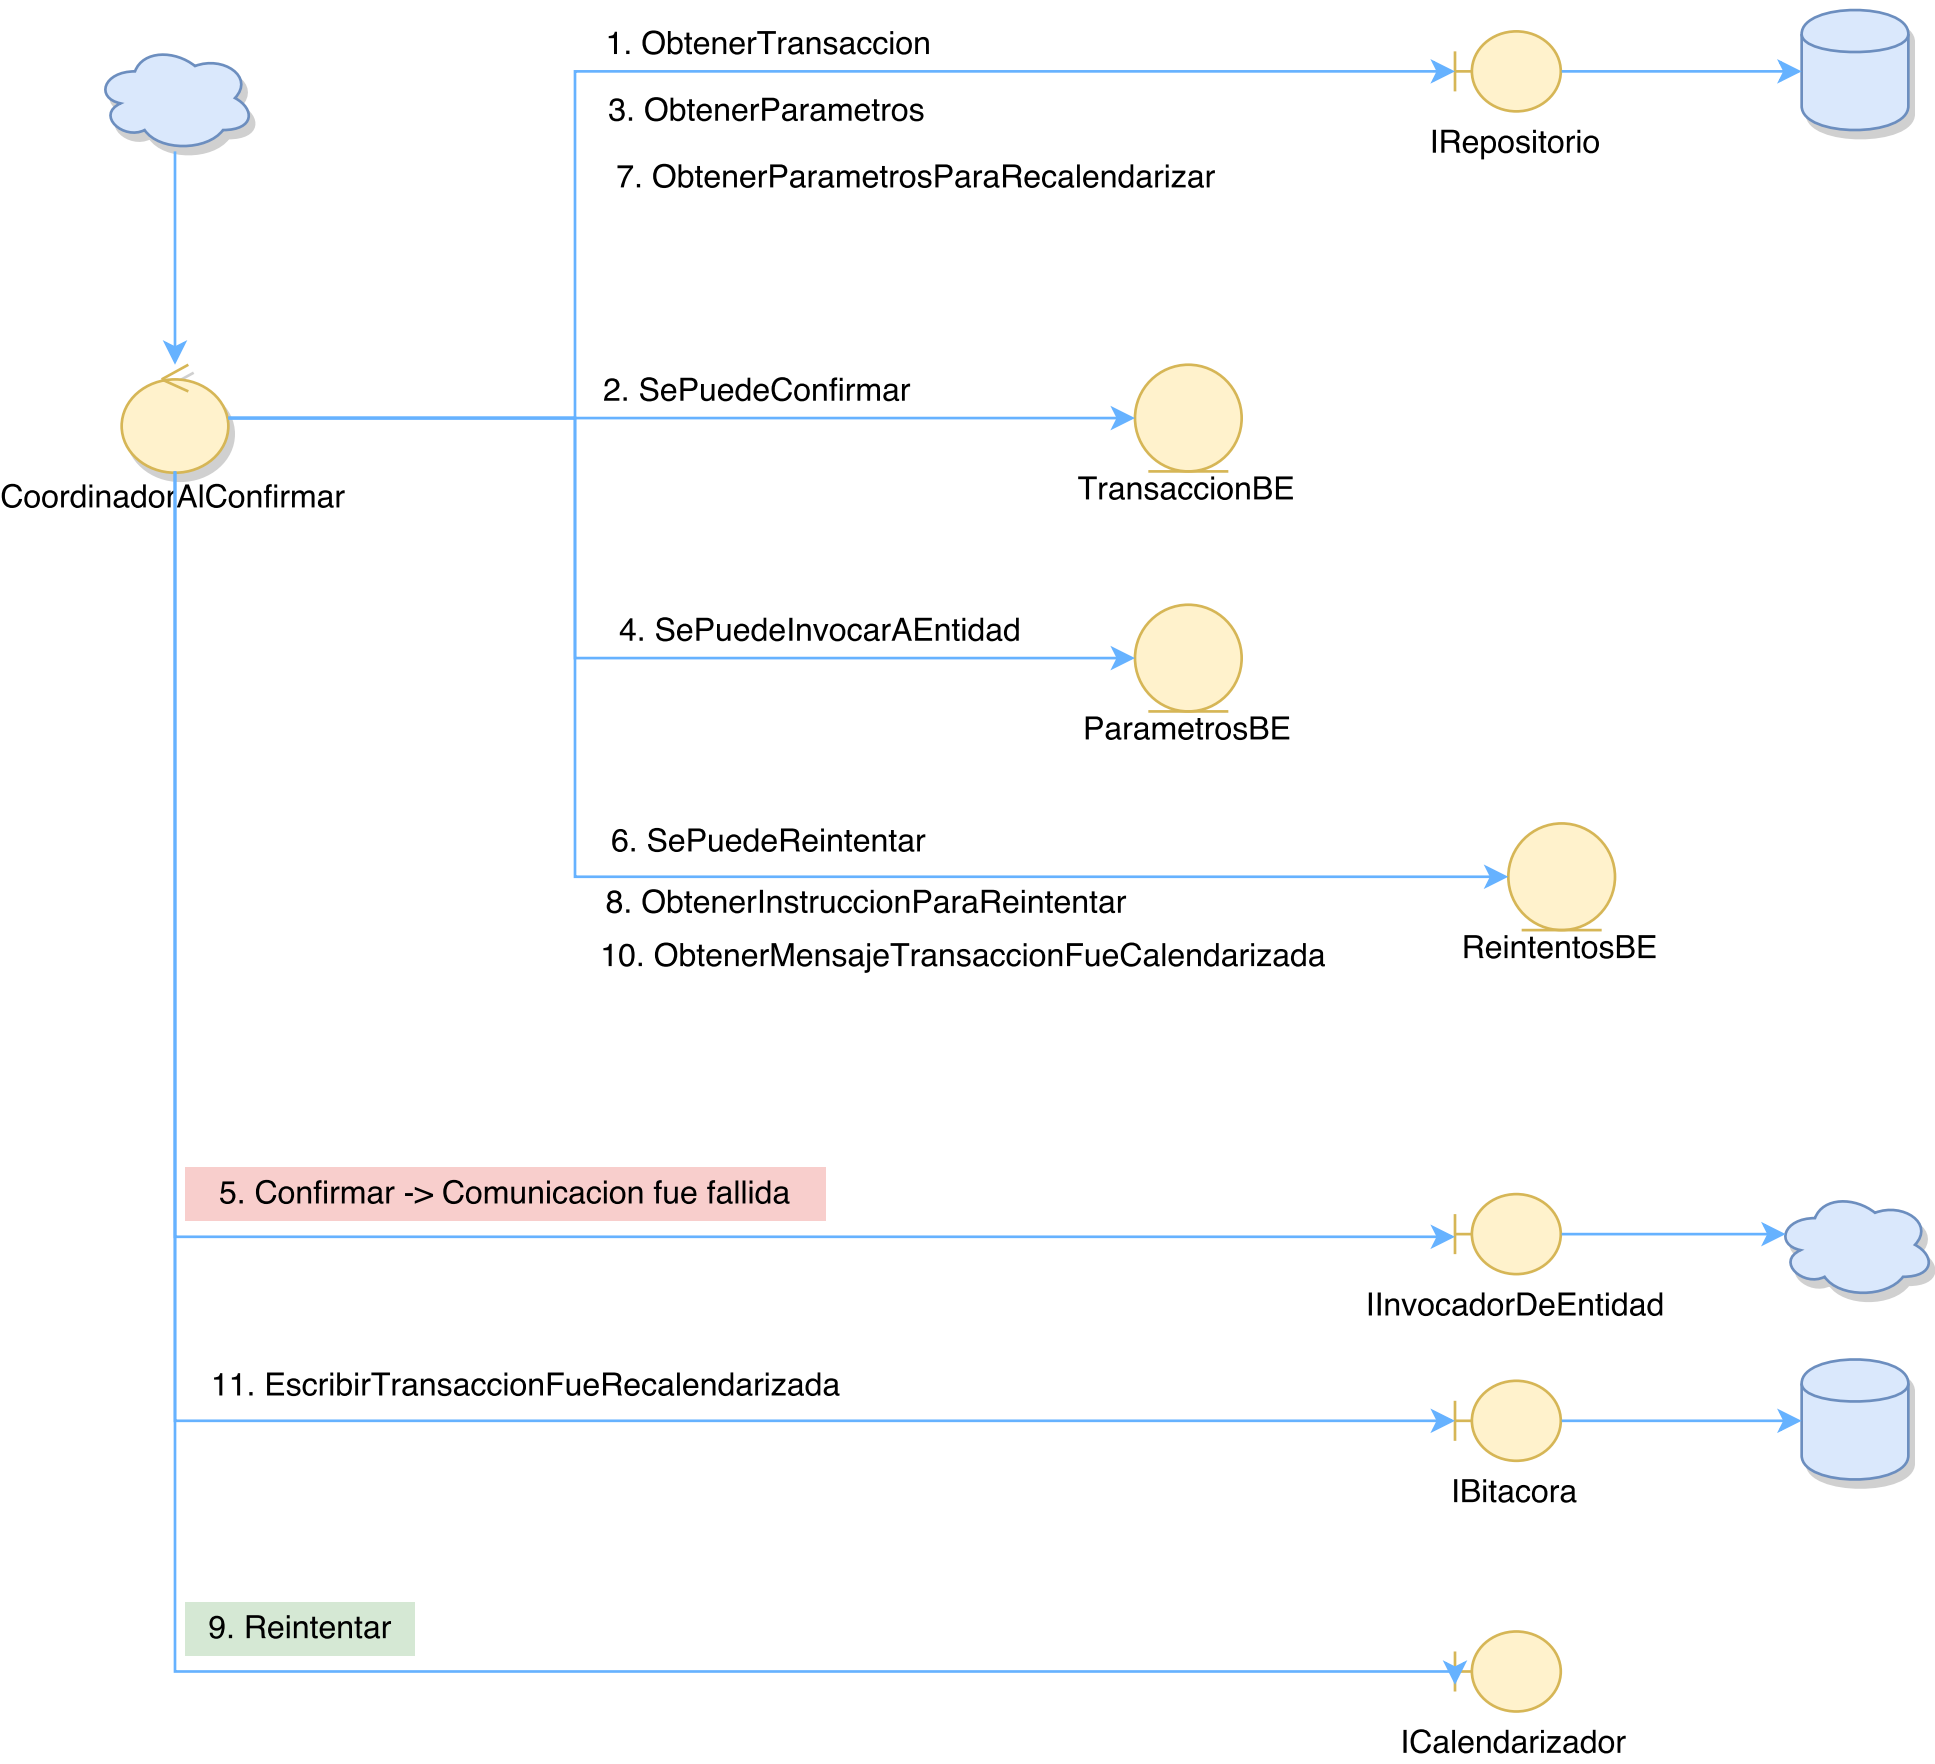 1. ObtenerTransaccion
3. ObtenerParametros
7. ObtenerParametrosParaRecalendarizar
IRepositorio
2. SePuedeConfirmar
CoordinadorAlConfirmar
TransaccionBE
4. SePuedeInvocarAEntidad
ParametrosBE
6. SePuedeReintentar
8. ObtenerInstruccionParaReintentar
10. ObtenerMensajeTransaccionFueCalendarizada
ReintentosBE
5. Confirmar -> Comunicacion fue fallida
IInvocadorDeEntidad
11. EscribirTransaccionFueRecalendarizada
IBitacora
9. Reintentar
ICalendarizador